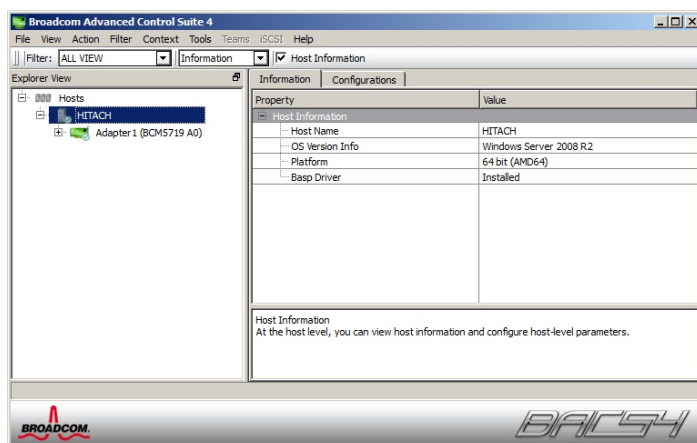 Broadcom Advanced Control Suite 4
File View Action Filter Context Tools Teams iSCSI Help
Filter: ALL VIEW Information Host Information
Explorer View
Information Configurations
Hosts
HITACH
Adapter1 (BCM5719 A0)
Property Value
Host Information
Host Name HITACH
OS Version Info Windows Server 2008 R2
Platform 64 bit (AMD64)
Basp Driver Installed
Host Information
At the host level, you can view host information and configure host-level parameters.
BROADCOM.
BACS4